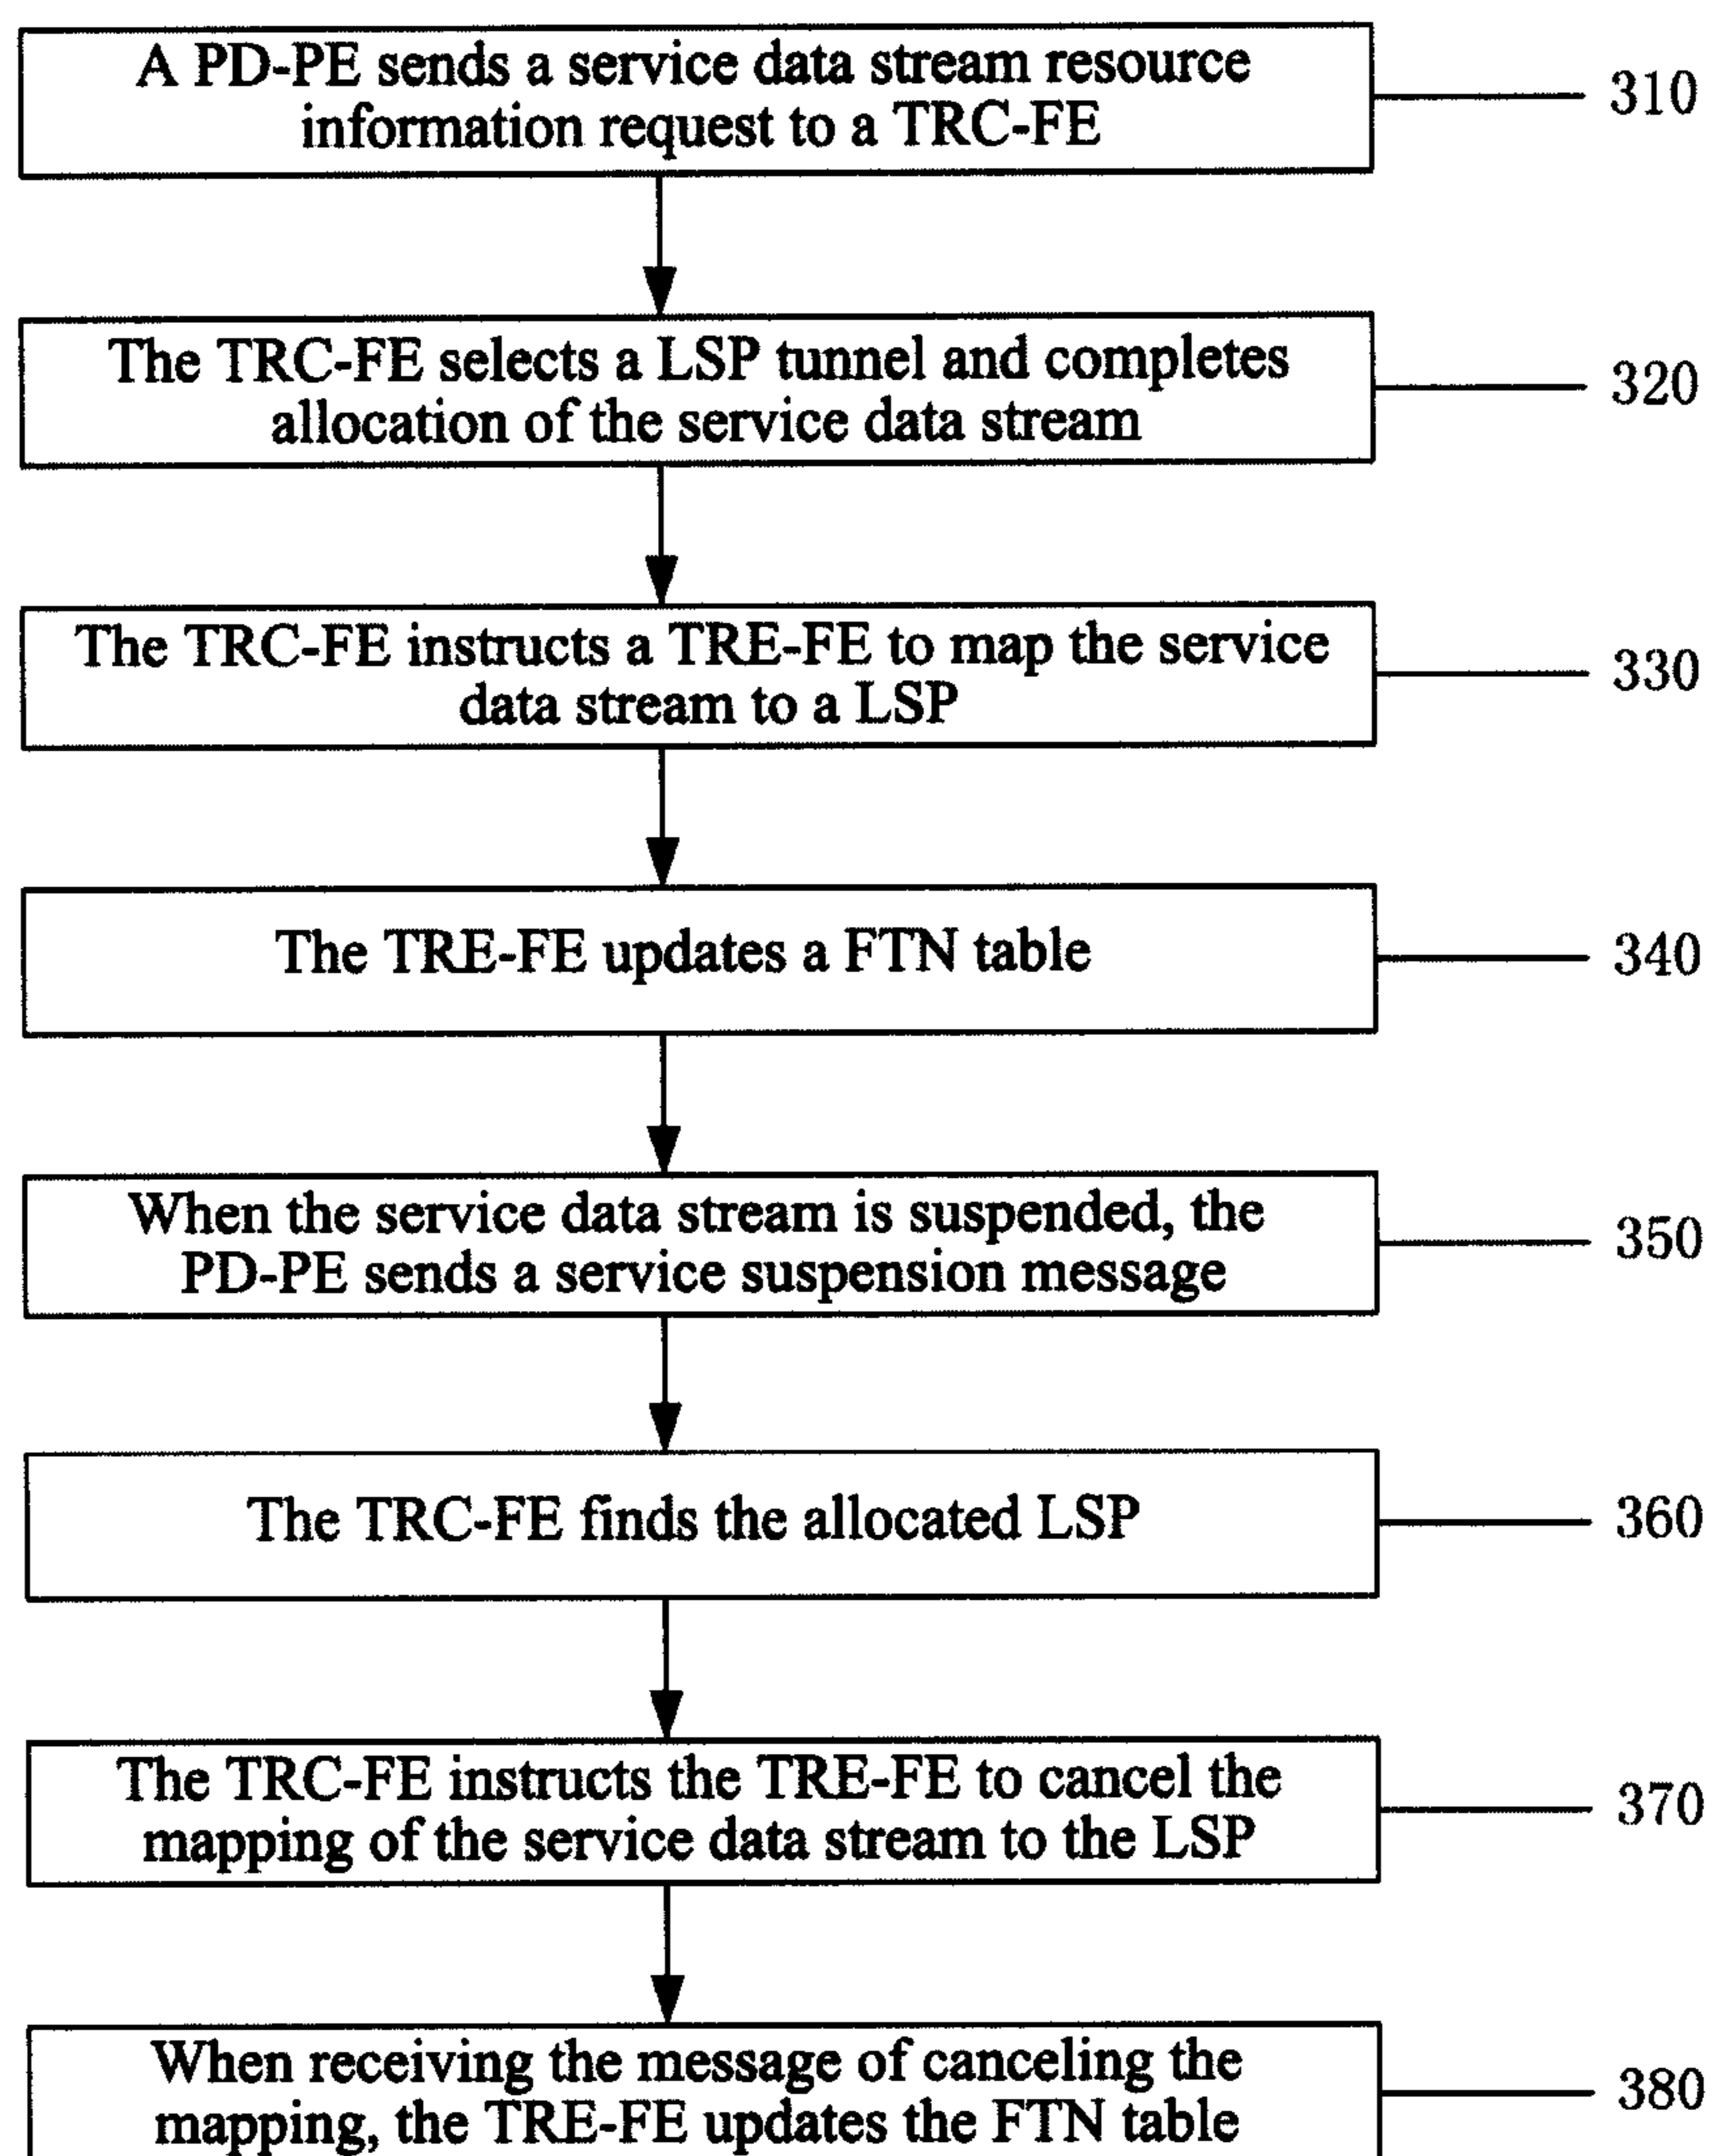 A PD-PE sends a service data stream resource
information request to a TRC-FE
310
The TRC-FE selects a LSP tunnel and completes
allocation of the service data stream
320
The TRC-FE instructs a TRE-FE to map the service
data stream to a LSP
330
The TRE-FE updates a FTN table
340
When the service data stream is suspended, the
PD-PE sends a service suspension message
350
The TRC-FE finds the allocated LSP
360
The TRC-FE instructs the TRE-FE to cancel the
mapping of the service data stream to the LSP
370
When receiving the message of canceling the
mapping, the TRE-FE updates the FTN table
380